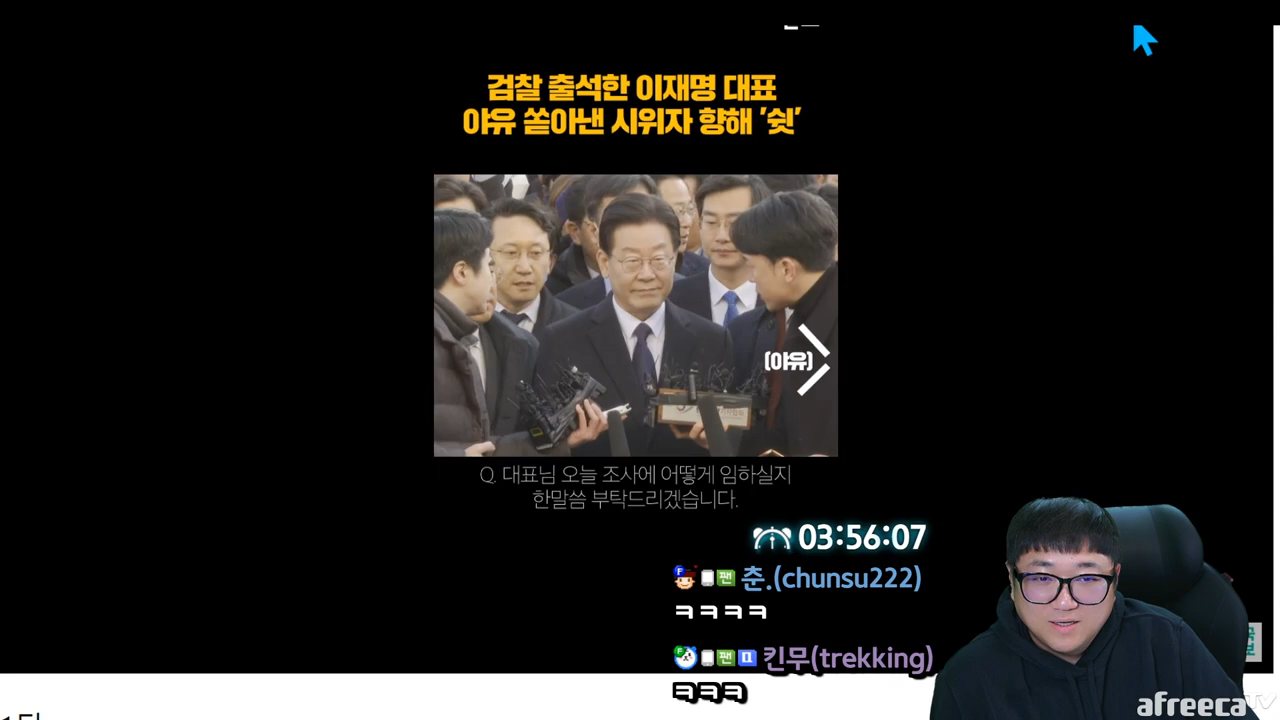 검찰 출석한 이재명 대표
야유 쏟아낸 시위자 향해 '쉿'
(야유)
Q. 대표님 오늘 조사에 어떻게 임하실지
한말씀 부탁드리겠습니다.
03:56:07
팬 춘.(chunsu222)
ㅋㅋㅋㅋ
팬 킨무(trekking)
ㅋㅋㅋ
afreecaTV